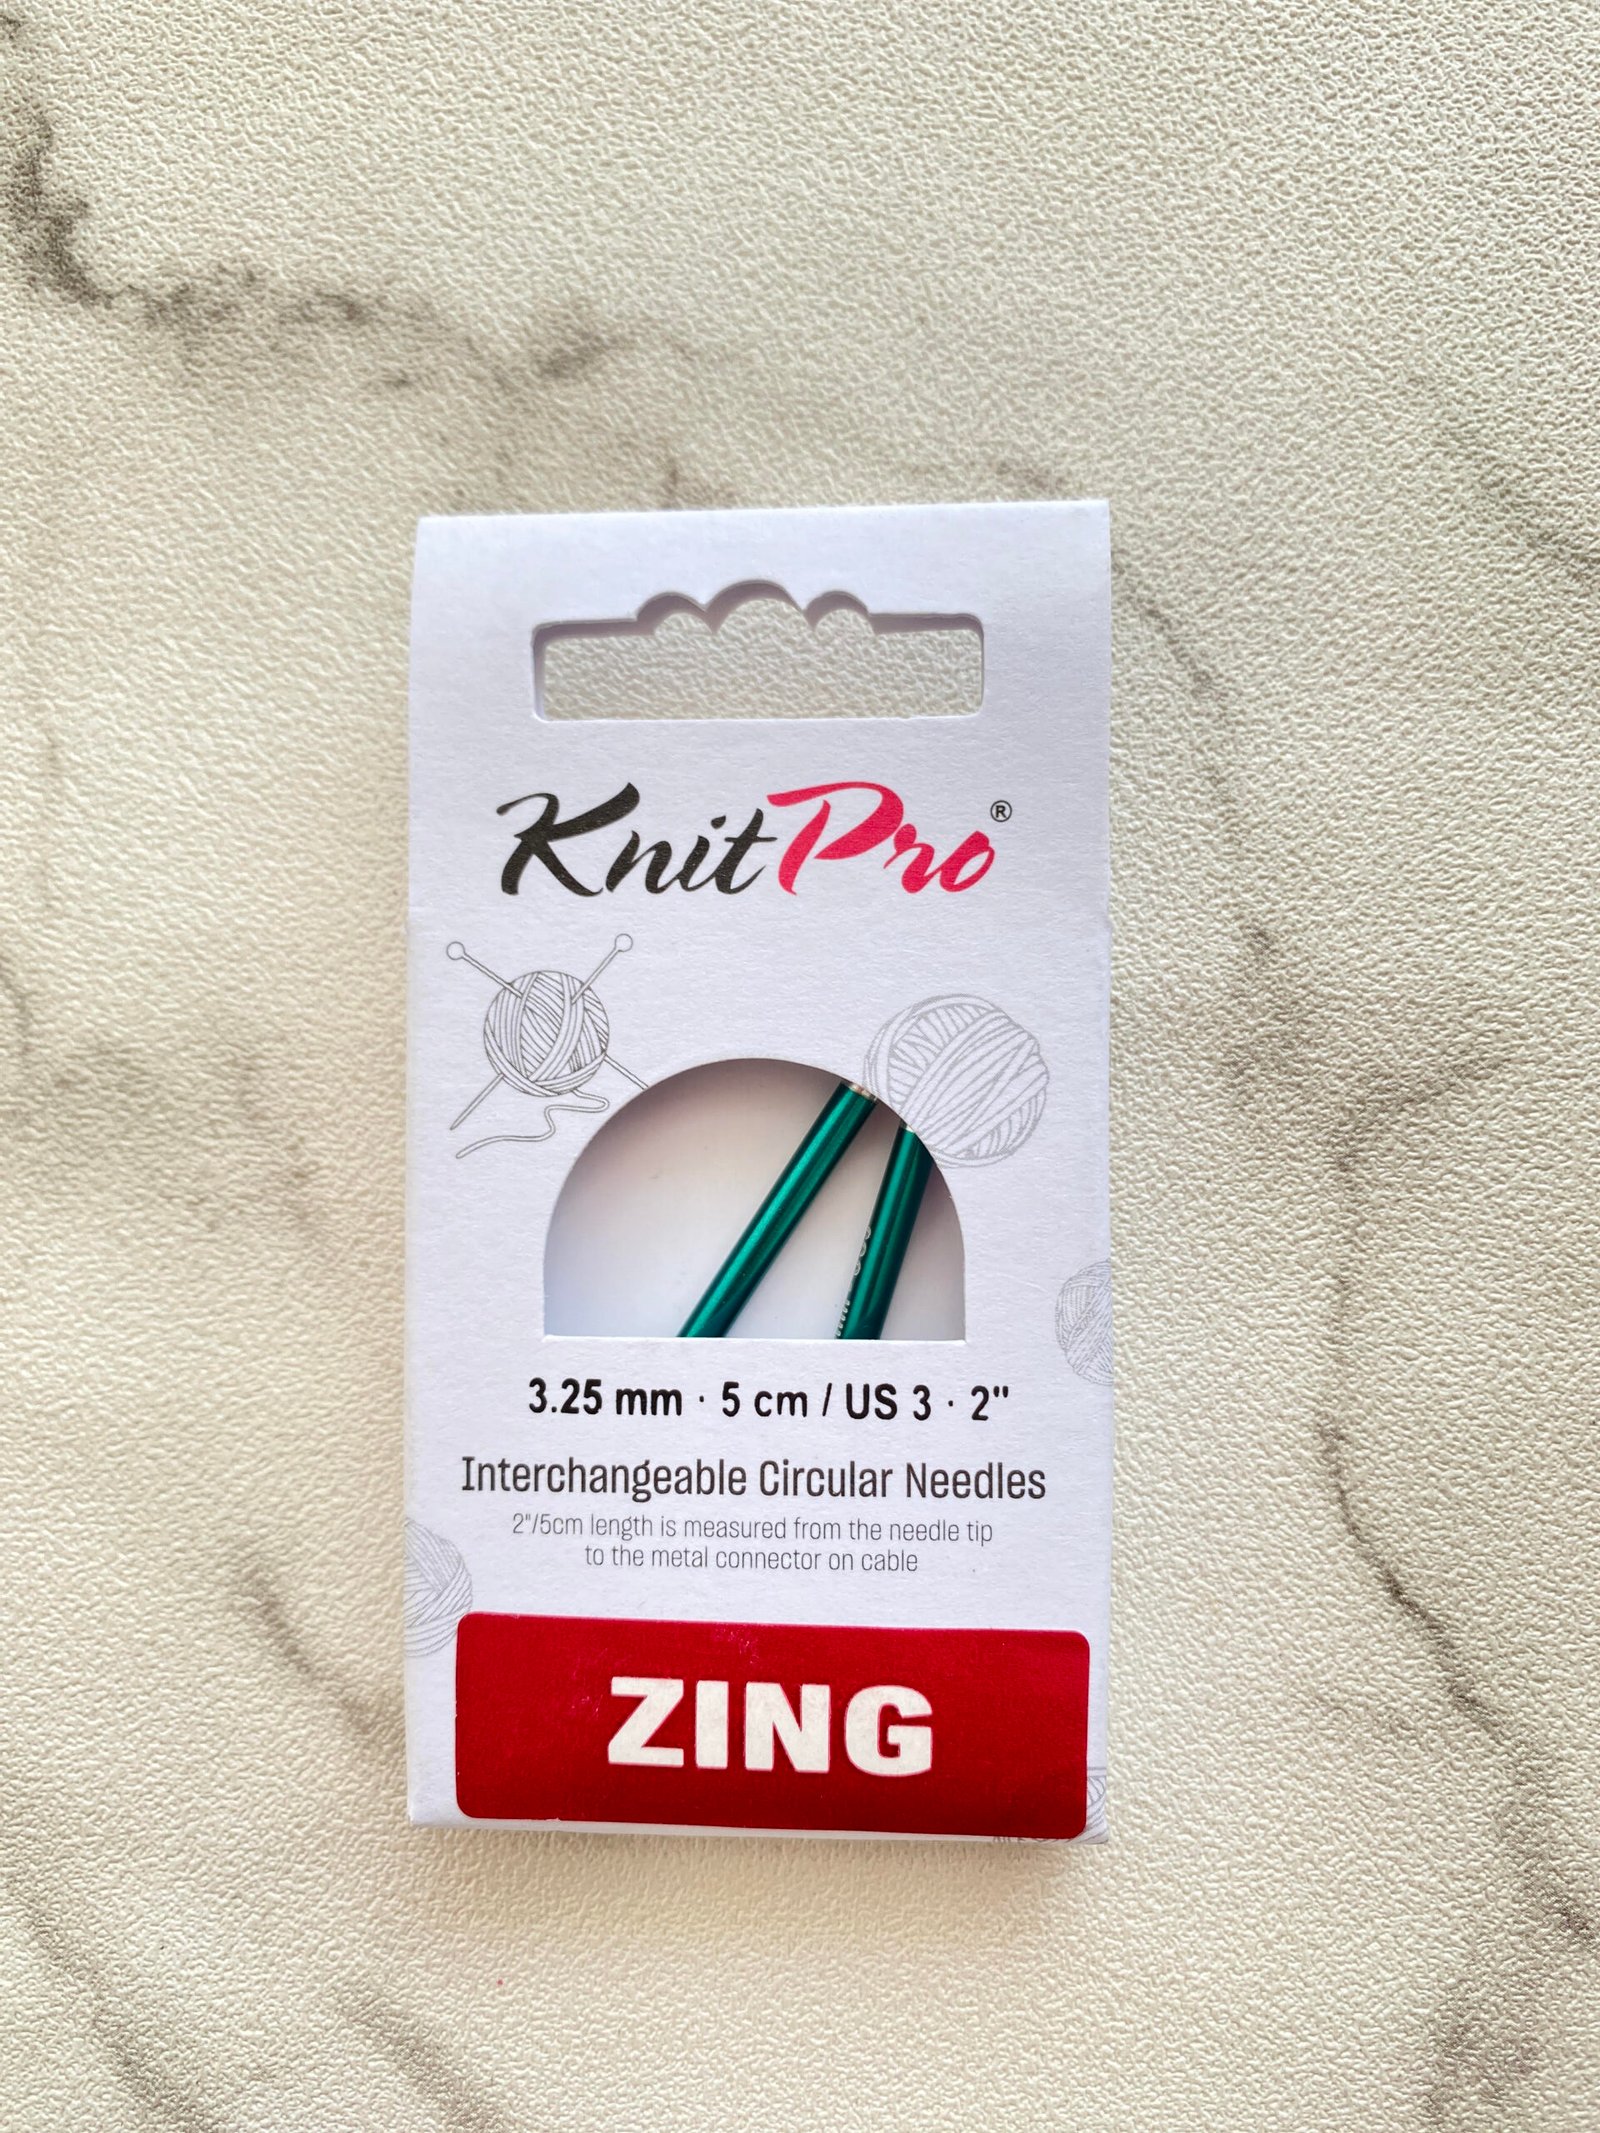 KnitPro®
3.25 mm · 5 cm / US 3 · 2"
Interchangeable Circular Needles
2"/5cm length is measured from the needle tip
to the metal connector on cable
ZING